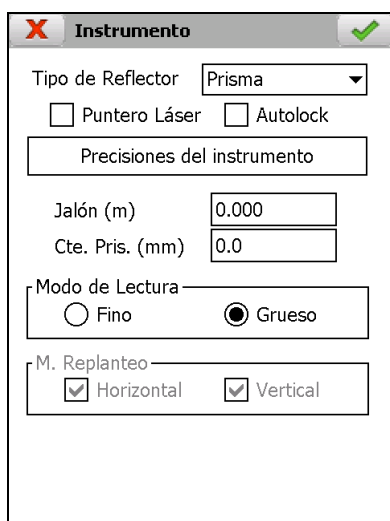 Instrumento
Tipo de Reflector Prisma
Puntero Láser Autolock
Precisiones del instrumento
Jalón (m) 0.000
Cte. Pris. (mm) 0.0
Modo de Lectura
Fino Grueso
M. Replanteo
Horizontal Vertical